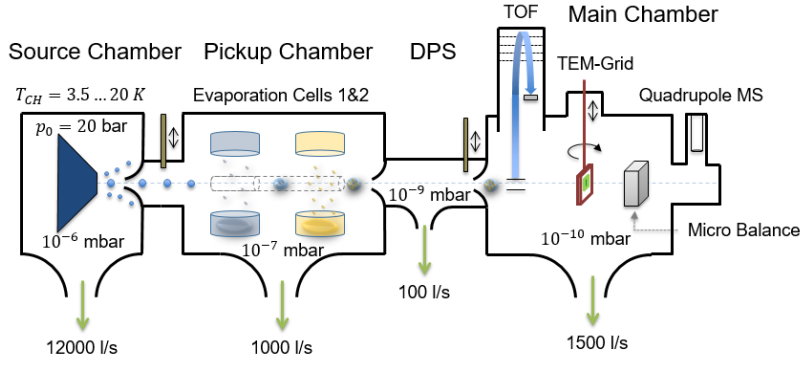 TOF
Main Chamber
Source Chamber
Pickup Chamber
DPS
TEM-Grid
T_CH = 3.5 … 20 K
Evaporation Cells 1&2
Quadrupole MS
p₀ = 20 bar
10⁻⁹ mbar
10⁻⁶ mbar
10⁻⁷ mbar
10⁻¹⁰ mbar
Micro Balance
100 l/s
12000 l/s
1000 l/s
1500 l/s